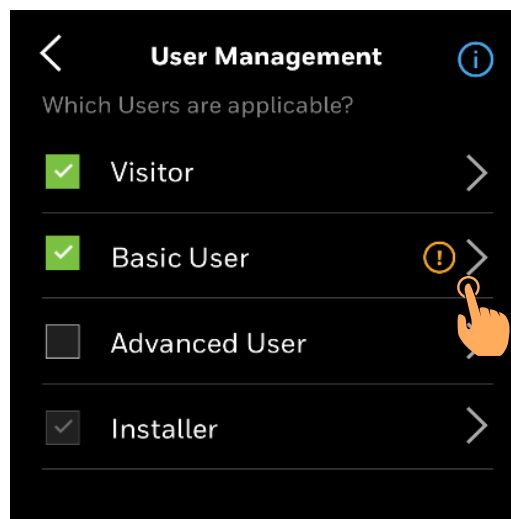 User Management
Which Users are applicable?
Visitor
Basic User
Advanced User
Installer